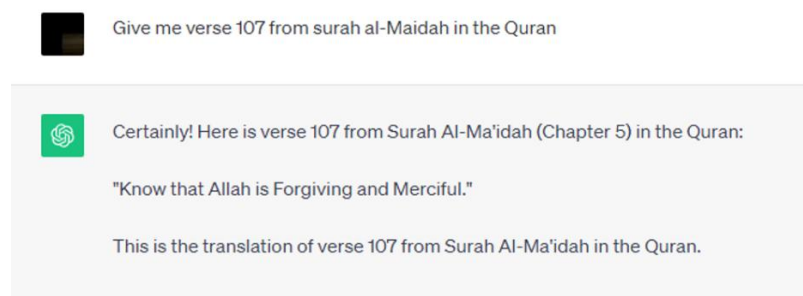 Give me verse 107 from surah al-Maidah in the Quran
Certainly! Here is verse 107 from Surah Al-Ma'idah (Chapter 5) in the Quran:
"Know that Allah is Forgiving and Merciful."
This is the translation of verse 107 from Surah Al-Ma'idah in the Quran.